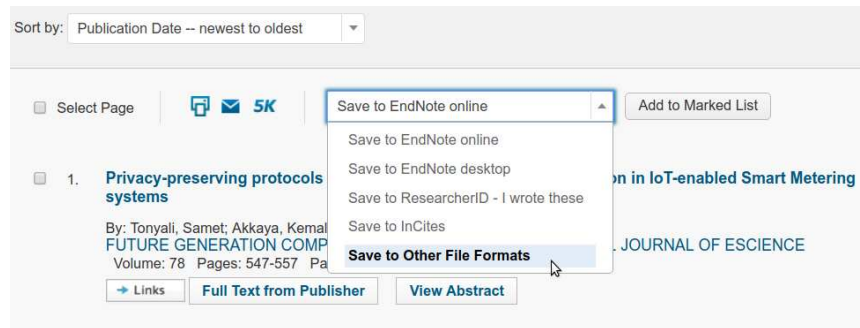 Sort by: Publication Date -- newest to oldest
Select Page 5K Save to EndNote online Add to Marked List
Save to EndNote online
Save to EndNote desktop
Save to ResearcherID - I wrote these
Save to InCites
Save to Other File Formats
1. Privacy-preserving protocols on in IoT-enabled Smart Metering
systems
By: Tonyali, Samet; Akkaya, Kemal
FUTURE GENERATION COMP JOURNAL OF ESCIENCE
Volume: 78 Pages: 547-557 Pa
Links Full Text from Publisher View Abstract